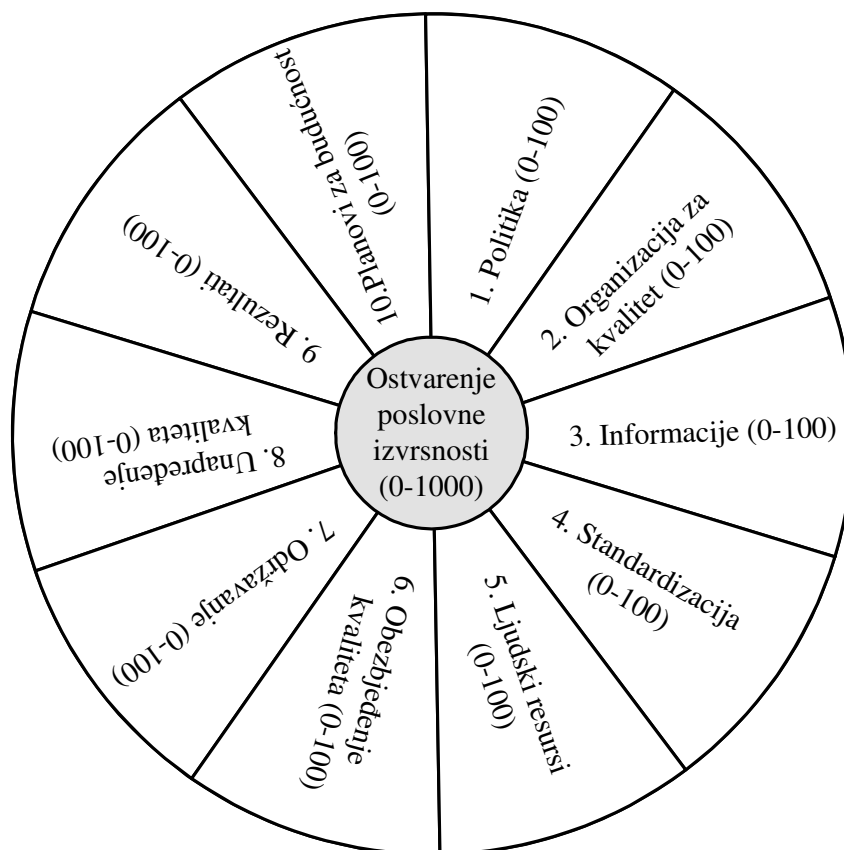 Ostvarenje
poslovne
izvrsnosti
(0-1000)
1. Politika (0-100)
2. Organizacija za
kvalitet (0-100)
3. Informacije (0-100)
4. Standardizacija
(0-100)
5. Ljudski resursi
(0-100)
6. Obezbjeđenje
kvaliteta (0-100)
7. Održavanje (0-100)
8. Unapređenje
kvaliteta (0-100)
9. Rezultati (0-100)
10.Planovi za budućnost
(0-100)